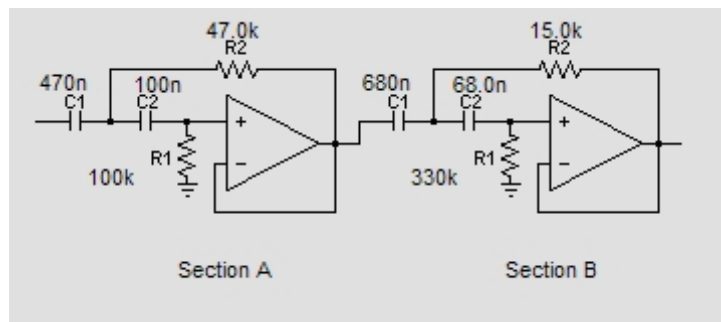 47.0k
R2
470n
C1
100n
C2
+
R1
−
100k
15.0k
R2
680n
C1
68.0n
C2
+
R1
−
330k
Section A
Section B